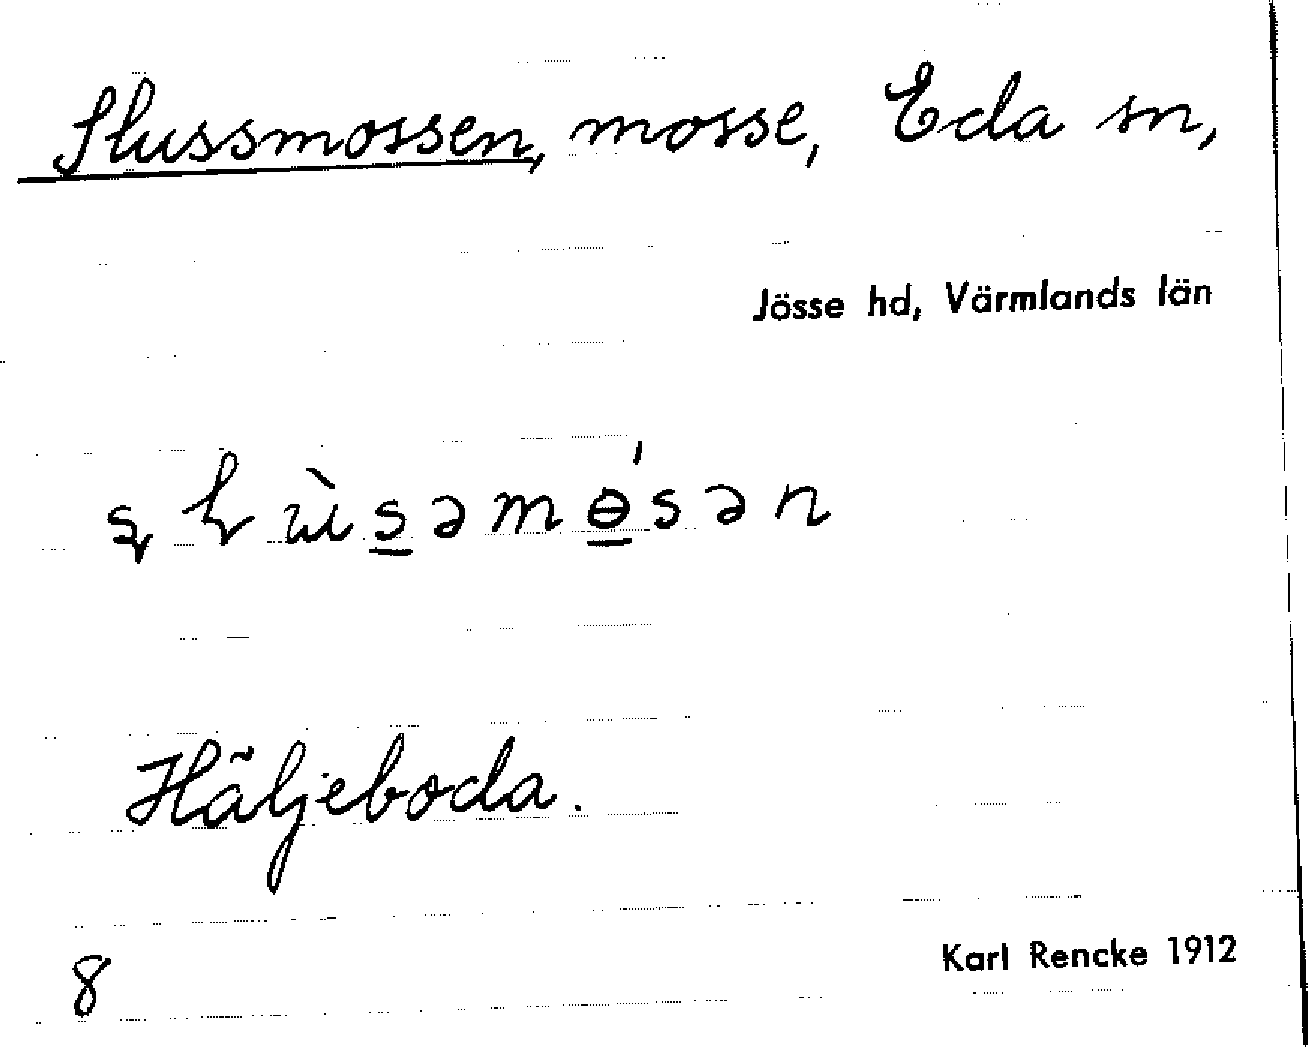 Slussmossen, mosse, Eda sn,
Jösse hd, Värmlands län
Häljeboda.
8
Karl Rencke 1912